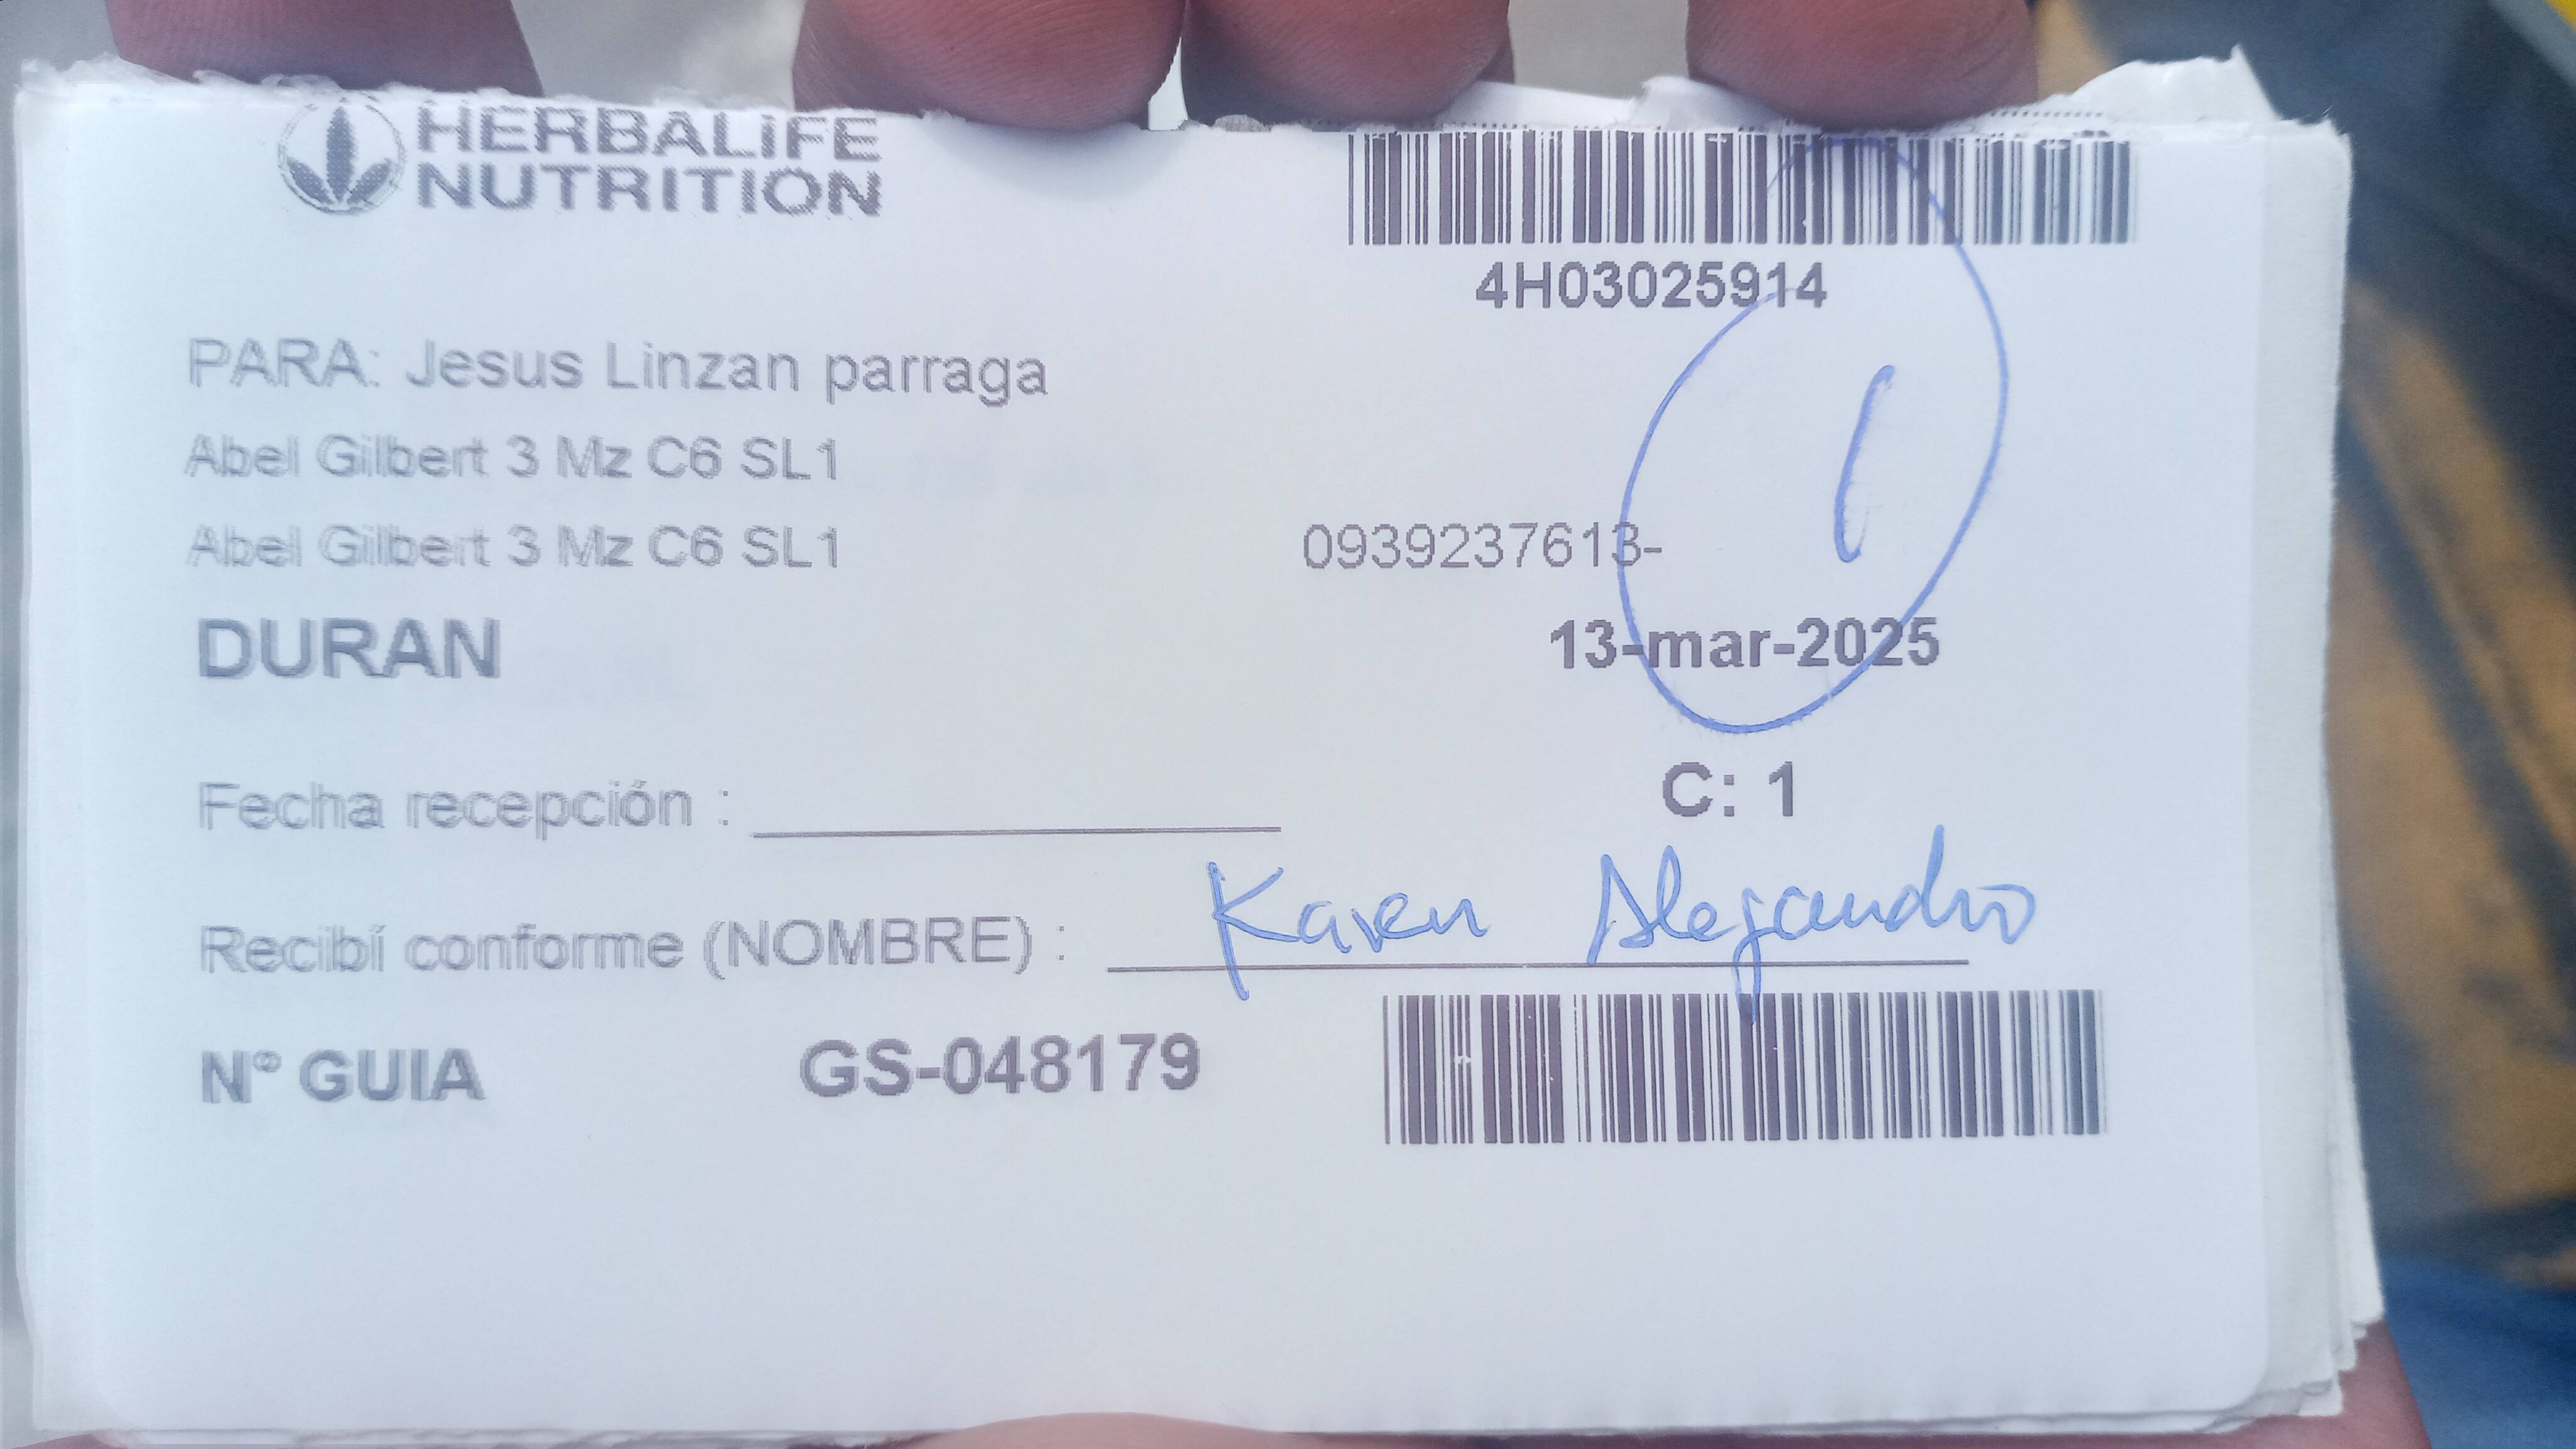 HERBALIFE
NUTRITION
4H03025914
PARA: Jesus Linzan parraga
Abel Gilbert 3 Mz C6 SL1
Abel Gilbert 3 Mz C6 SL1
0939237613-
1
DURAN
13-mar-2025
Fecha recepción :
C: 1
Recibí conforme (NOMBRE) : Karen Alejandro
N° GUIA GS-048179